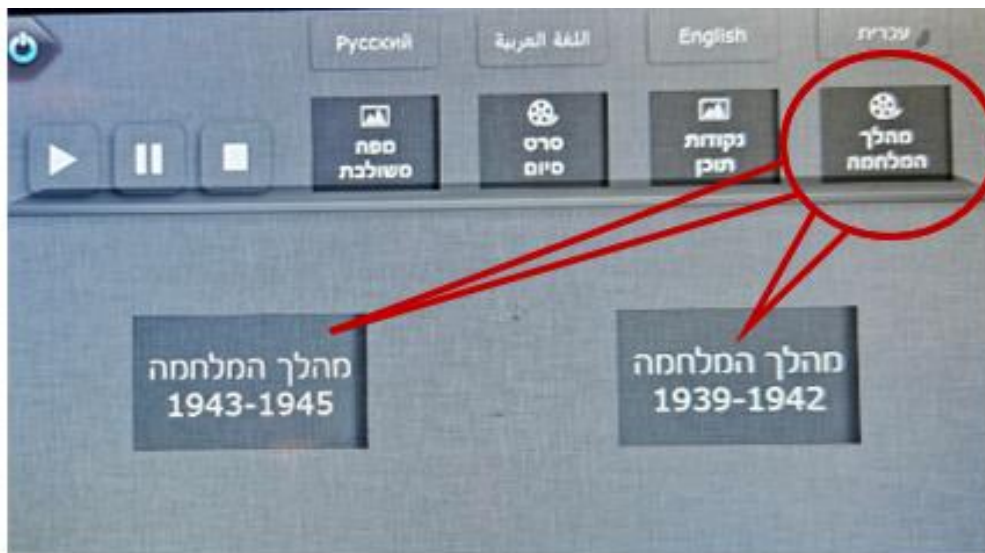 עברית
English
اللغة العربية
Русский
מהלך
המלחמה
נקודות
תוכן
סרט
סיום
מפה
משולבת
מהלך המלחמה
1939-1942
מהלך המלחמה
1943-1945